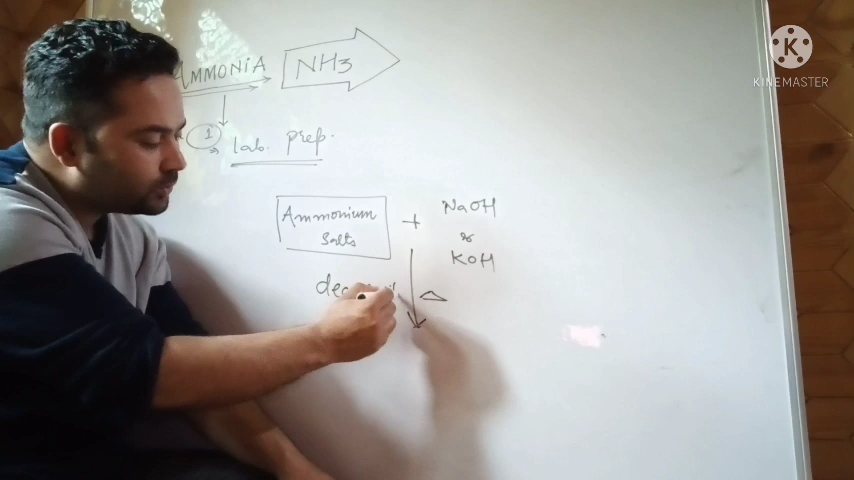 AMMONIA NH3
1 lab. prep.
Ammonium + NaOH
Salts or
KOH
Δ
K
KINEMASTER